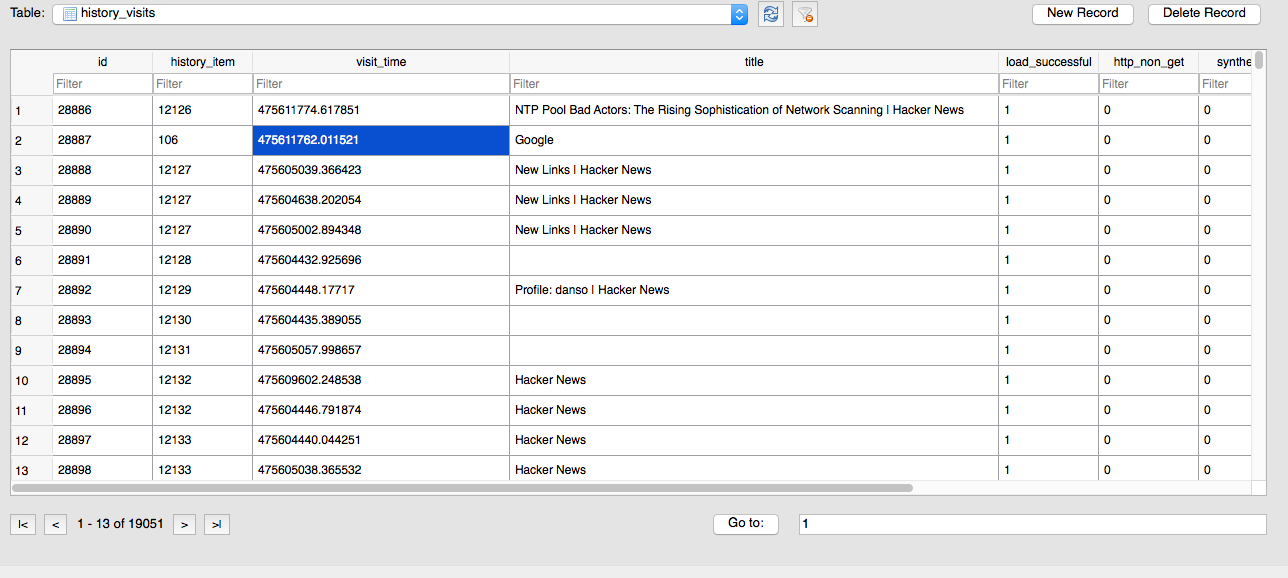 Table: history_visits New Record Delete Record
id history_item visit_time title load_successful http_non_get synthe
Filter Filter Filter Filter Filter Filter Filter
1 28886 12126 475611774.617851 NTP Pool Bad Actors: The Rising Sophistication of Network Scanning | Hacker News 1 0 0
2 28887 106 475611762.011521 Google 1 0 0
3 28888 12127 475605039.366423 New Links | Hacker News 1 0 0
4 28889 12127 475604638.202054 New Links | Hacker News 1 0 0
5 28890 12127 475605002.894348 New Links | Hacker News 1 0 0
6 28891 12128 475604432.925696 1 0 0
7 28892 12129 475604448.17717 Profile: danso | Hacker News 1 0 0
8 28893 12130 475604435.389055 1 0 0
9 28894 12131 475605057.998657 1 0 0
10 28895 12132 475609602.248538 Hacker News 1 0 0
11 28896 12132 475604446.791874 Hacker News 1 0 0
12 28897 12133 475604440.044251 Hacker News 1 0 0
13 28898 12133 475605038.365532 Hacker News 1 0 0
|< < 1 - 13 of 19051 > >| Go to: 1